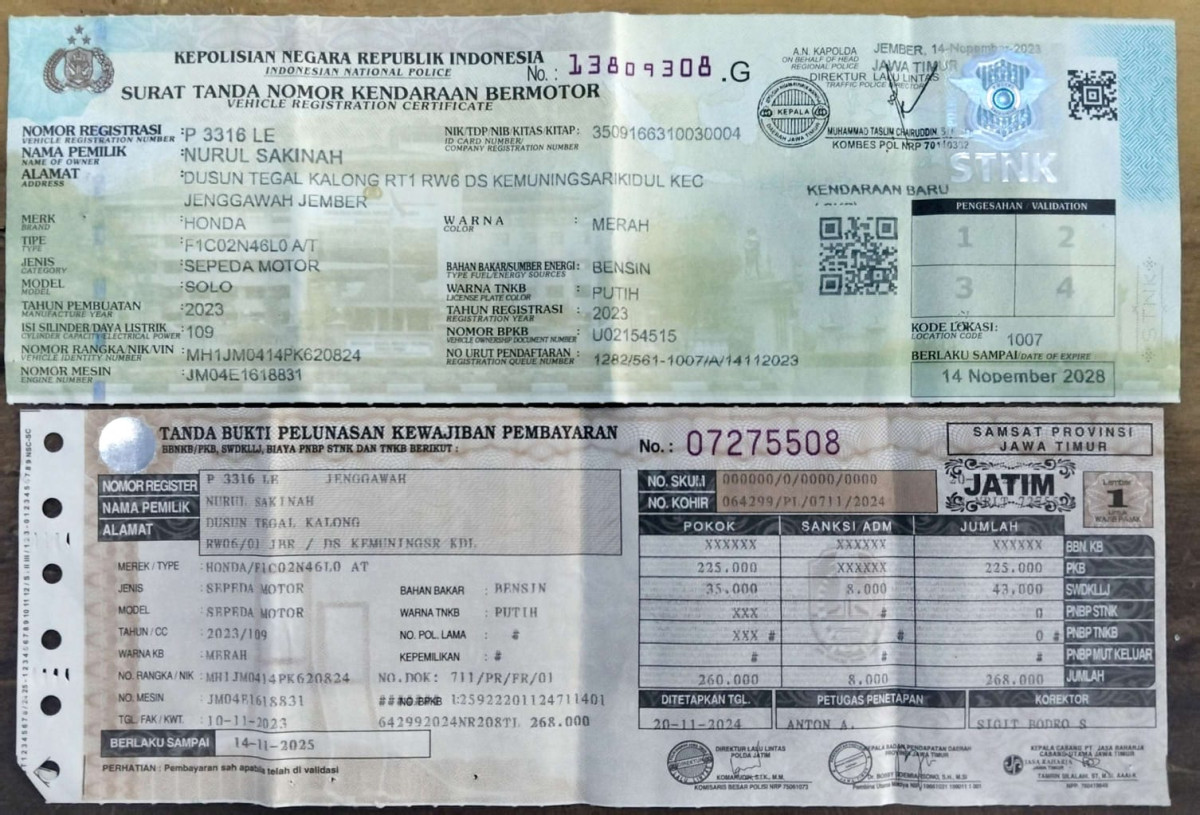 KEPOLISIAN NEGARA REPUBLIK INDONESIA
INDONESIAN NATIONAL POLICE
No. : 13809308 .G
SURAT TANDA NOMOR KENDARAAN BERMOTOR
VEHICLE REGISTRATION CERTIFICATE
A.N. KAPOLDA
ON BEHALF OF HEAD
REGIONAL POLICE
JEMBER, 14-Nopember-2023
JAWA TIMUR
DIREKTUR LALU LINTAS
TRAFFIC POLICE DIRECTOR
KEPALA
MUHAMMAD TASLIM CHAIRUDDIN
KOMBES POL NRP
STNK
NOMOR REGISTRASI : P 3316 LE
VEHICLE REGISTRATION NUMBER
NIK/TDP/NIB/KITAS/KITAP : 3509166310030004
ID CARD NUMBER/
COMPANY REGISTRATION NUMBER
NAMA PEMILIK : NURUL SAKINAH
NAME OF OWNER
ALAMAT : DUSUN TEGAL KALONG RT1 RW6 DS KEMUNINGSARIKIDUL KEC
ADDRESS
JENGGAWAH JEMBER
KENDARAAN BARU
MERK : HONDA
BRAND
WARNA : MERAH
COLOR
TIPE : F1C02N46L0 A/T
TYPE
JENIS : SEPEDA MOTOR
CATEGORY
BAHAN BAKAR/SUMBER ENERGI : BENSIN
TYPE FUEL/ENERGY SOURCES
MODEL : SOLO
MODEL
WARNA TNKB : PUTIH
LICENSE PLATE COLOR
TAHUN PEMBUATAN : 2023
MANUFACTURE YEAR
TAHUN REGISTRASI : 2023
REGISTRATION YEAR
ISI SILINDER/DAYA LISTRIK : 109
CYLINDER CAPACITY/ELECTRICAL POWER
NOMOR BPKB : U02154515
VEHICLE OWNERSHIP DOCUMENT NUMBER
NOMOR RANGKA/NIK/VIN : MH1JM0414PK620824
VEHICLE IDENTITY NUMBER
NO URUT PENDAFTARAN : 1282/561-1007/A/14112023
REGISTRATION QUEUE NUMBER
NOMOR MESIN : JM04E1618831
ENGINE NUMBER
PENGESAHAN / VALIDATION
1 2
3 4
KODE LOKASI: 1007
LOCATION CODE
BERLAKU SAMPAI/DATE OF EXPIRE
14 Nopember 2028
TANDA BUKTI PELUNASAN KEWAJIBAN PEMBAYARAN
BBNKB/PKB, SWDKLLJ, BIAYA PNBP STNK DAN TNKB BERIKUT :
No.: 07275508
SAMSAT PROVINSI
JAWA TIMUR
NOMOR REGISTER P 3316 LE JENGGAWAH
NAMA PEMILIK NURUL SAKINAH
ALAMAT DUSUN TEGAL KALONG
RW06/01 JBR / DS KEMUNINGSR KDL
NO. SKUM 000000/0/0000/0000
NO. KOHIR 064299/PL/0711/2024
JATIM
1
MEREK / TYPE : HONDA/F1C02N46L0 AT
JENIS : SEPEDA MOTOR
BAHAN BAKAR : BENSIN
MODEL : SEPEDA MOTOR
WARNA TNKB : PUTIH
TAHUN / CC : 2023/109
NO. POL. LAMA : #
WARNA KB : MERAH
KEPEMILIKAN : #
NO. RANGKA / NIK : MH1JM0414PK620824
NO.DOK: 711/PR/FR/01
NO. MESIN : JM04E1618831
NO. BPKB 1:25922201124711401
TGL. FAK / KWT. : 10-11-2023
642992024NR208TL 268.000
BERLAKU SAMPAI 14-11-2025
PERHATIAN : Pembayaran sah apabila telah di validasi
POKOK SANKSI ADM JUMLAH
XXXXXX XXXXXX XXXXXX BBN. KB
225.000 XXXXXX 225.000 PKB
35.000 8.000 43.000 SWDKLLJ
XXX # 0 PNBP STNK
XXX # # 0 # PNBP TNKB
# # # PNBP MUT KELUAR
260.000 8.000 268.000 JUMLAH
DITETAPKAN TGL. PETUGAS PENETAPAN KOREKTOR
20-11-2024 ANTON A. SIGIT BODRO S
DIREKTUR LALU LINTAS
POLDA JATIM
KOMARUDIN, S.I.K., M.M.
KOMISARIS BESAR POLISI NRP 75061073
KEPALA BADAN PENDAPATAN DAERAH
PROVINSI JAWA TIMUR
KEPALA CABANG PT. JASA RAHARJA
CABANG UTAMA JAWA TIMUR
JASA RAHARJA